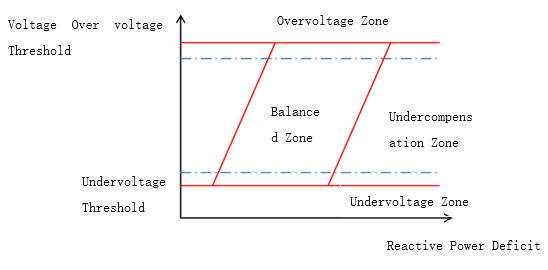 Overvoltage Zone
Voltage Over voltage
Threshold
Balance
d Zone
Undercompens
ation Zone
Undervoltage
Threshold
Undervoltage Zone
Reactive Power Deficit